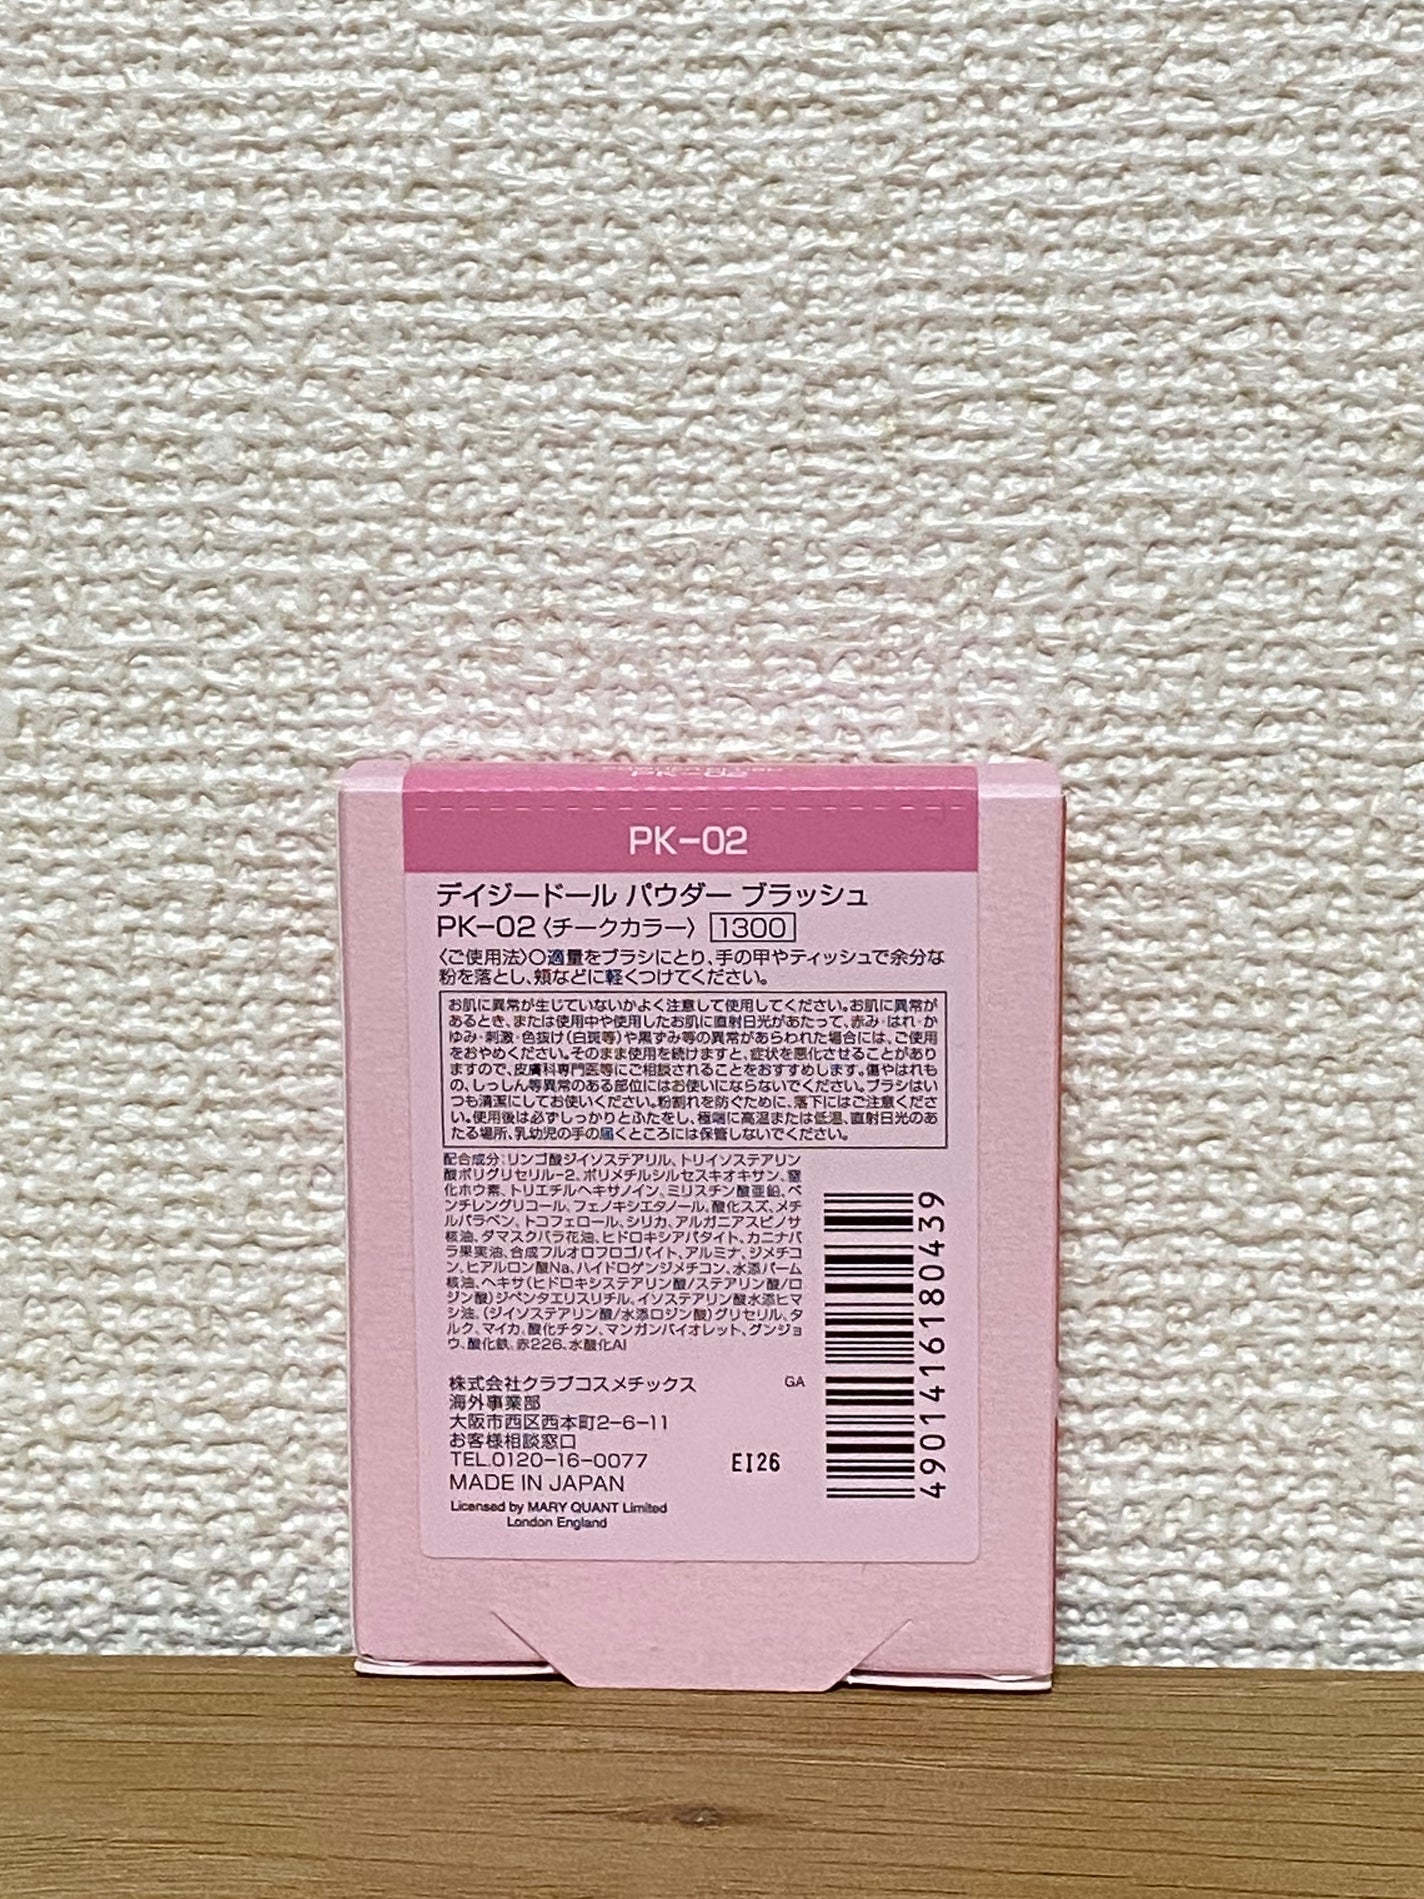 PK-02
PK-02
デイジードール パウダー ブラッシュ
PK-02〈チークカラー〉 1300
〈ご使用法〉○適量をブラシにとり、手の甲やティッシュで余分な
粉を落とし、頬などに軽くつけてください。
お肌に異常が生じていないかよく注意して使用してください。お肌に異常が
あるとき、または使用中や使用したお肌に直射日光があたって、赤み・はれ・か
ゆみ・刺激・色抜け(白斑等)や黒ずみ等の異常があらわれた場合には、ご使用
をおやめください。そのまま使用を続けますと、症状を悪化させることがあり
ますので、皮膚科専門医等にご相談されることをおすすめします。傷やはれも
の、しっしん等異常のある部位にはお使いにならないでください。ブラシはい
つも清潔にしてお使いください。粉割れを防ぐために、落下にはご注意くださ
い。使用後は必ずしっかりとふたをし、極端に高温または低温、直射日光のあ
たる場所、乳幼児の手の届くところには保管しないでください。
配合成分:リンゴ酸ジイソステアリル、トリイソステアリン
酸ポリグリセリル-2、ポリメチルシルセスキオキサン、窒
化ホウ素、トリエチルヘキサノイン、ミリスチン酸亜鉛、ペ
ンチレングリコール、フェノキシエタノール、酸化スズ、メチ
ルパラベン、トコフェロール、シリカ、アルガニアスピノサ
核油、ダマスクバラ花油、ヒドロキシアパタイト、カニナバ
ラ果実油、合成フルオロフロゴパイト、アルミナ、ジメチコ
ン、ヒアルロン酸Na、ハイドロゲンジメチコン、水添パーム
核油、ヘキサ(ヒドロキシステアリン酸/ステアリン酸/ロ
ジン酸)ジペンタエリスリチル、イソステアリン酸水添ヒマ
シ油、(ジイソステアリン酸/水添ロジン酸)グリセリル、タ
ルク、マイカ、酸化チタン、マンガンバイオレット、グンジョ
ウ、酸化鉄、赤226、水酸化Al
株式会社クラブコスメチックス GA
海外事業部
大阪市西区西本町2-6-11
お客様相談窓口
TEL.0120-16-0077 EI26
MADE IN JAPAN
Licensed by MARY QUANT Limited
London England
4901416180439